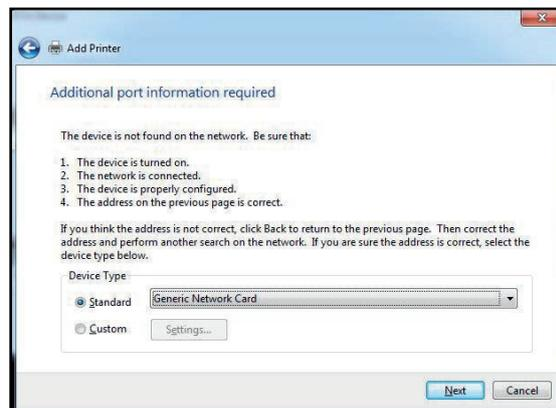 Add Printer
Additional port information required
The device is not found on the network. Be sure that:
1. The device is turned on.
2. The network is connected.
3. The device is properly configured.
4. The address on the previous page is correct.
If you think the address is not correct, click Back to return to the previous page. Then correct the
address and perform another search on the network. If you are sure the address is correct, select the
device type below.
Device Type
Standard
Generic Network Card
Custom
Settings...
Next
Cancel